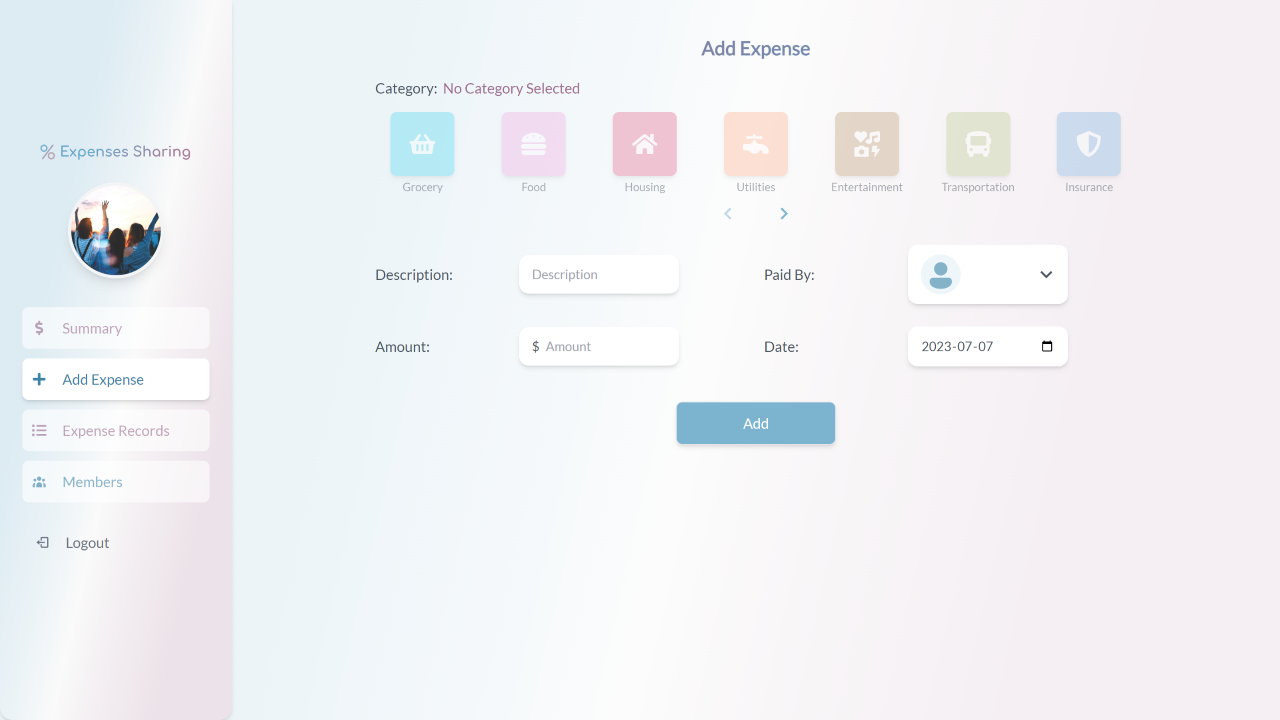 Expenses Sharing
Summary
Add Expense
Expense Records
Members
Logout
Add Expense
Category: No Category Selected
Grocery Food Housing Utilities Entertainment Transportation Insurance
Description: Description Paid By:
Amount: $ Amount Date: 2023-07-07
Add